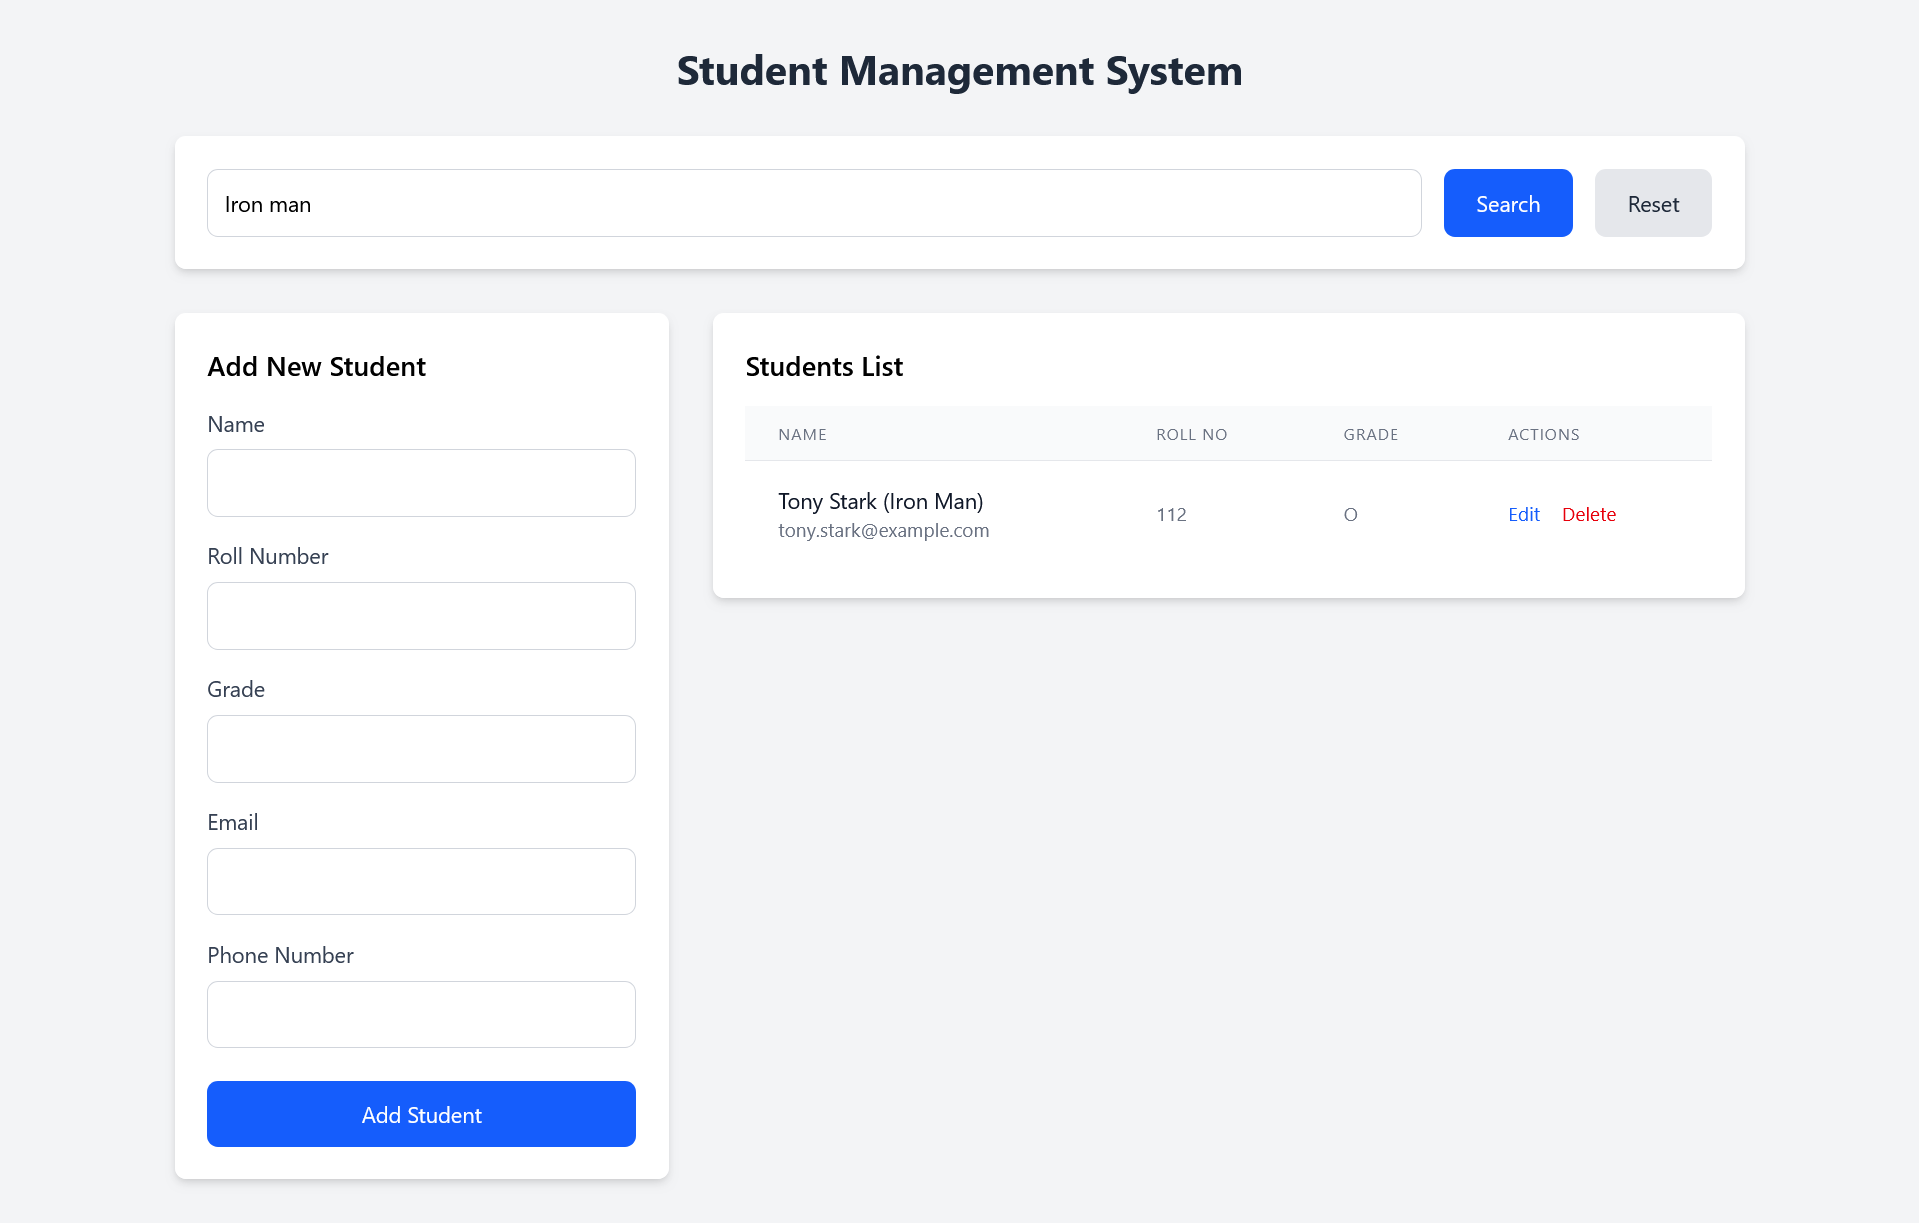 Student Management System
Iron man
Search
Reset
Add New Student
Name
Roll Number
Grade
Email
Phone Number
Add Student
Students List
NAME ROLL NO GRADE ACTIONS
Tony Stark (Iron Man)
tony.stark@example.com
112 O Edit Delete